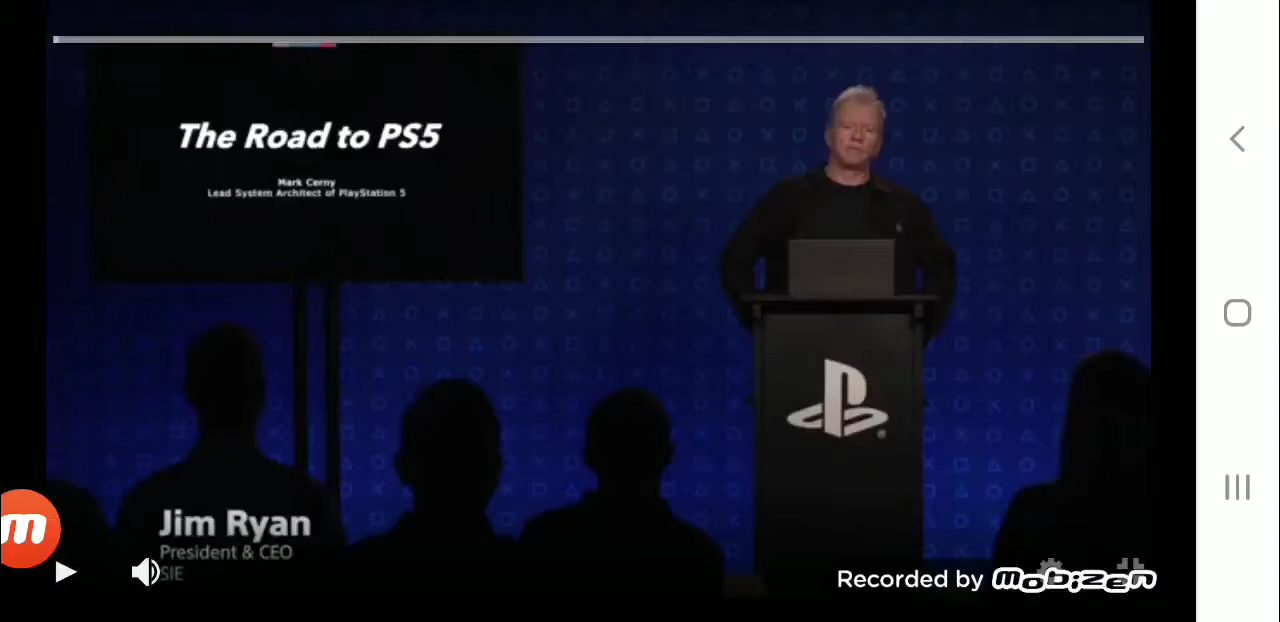 The Road to PS5
Mark Cerny
Lead System Architect of PlayStation 5
Jim Ryan
President & CEO
SIE
Recorded by mobizen